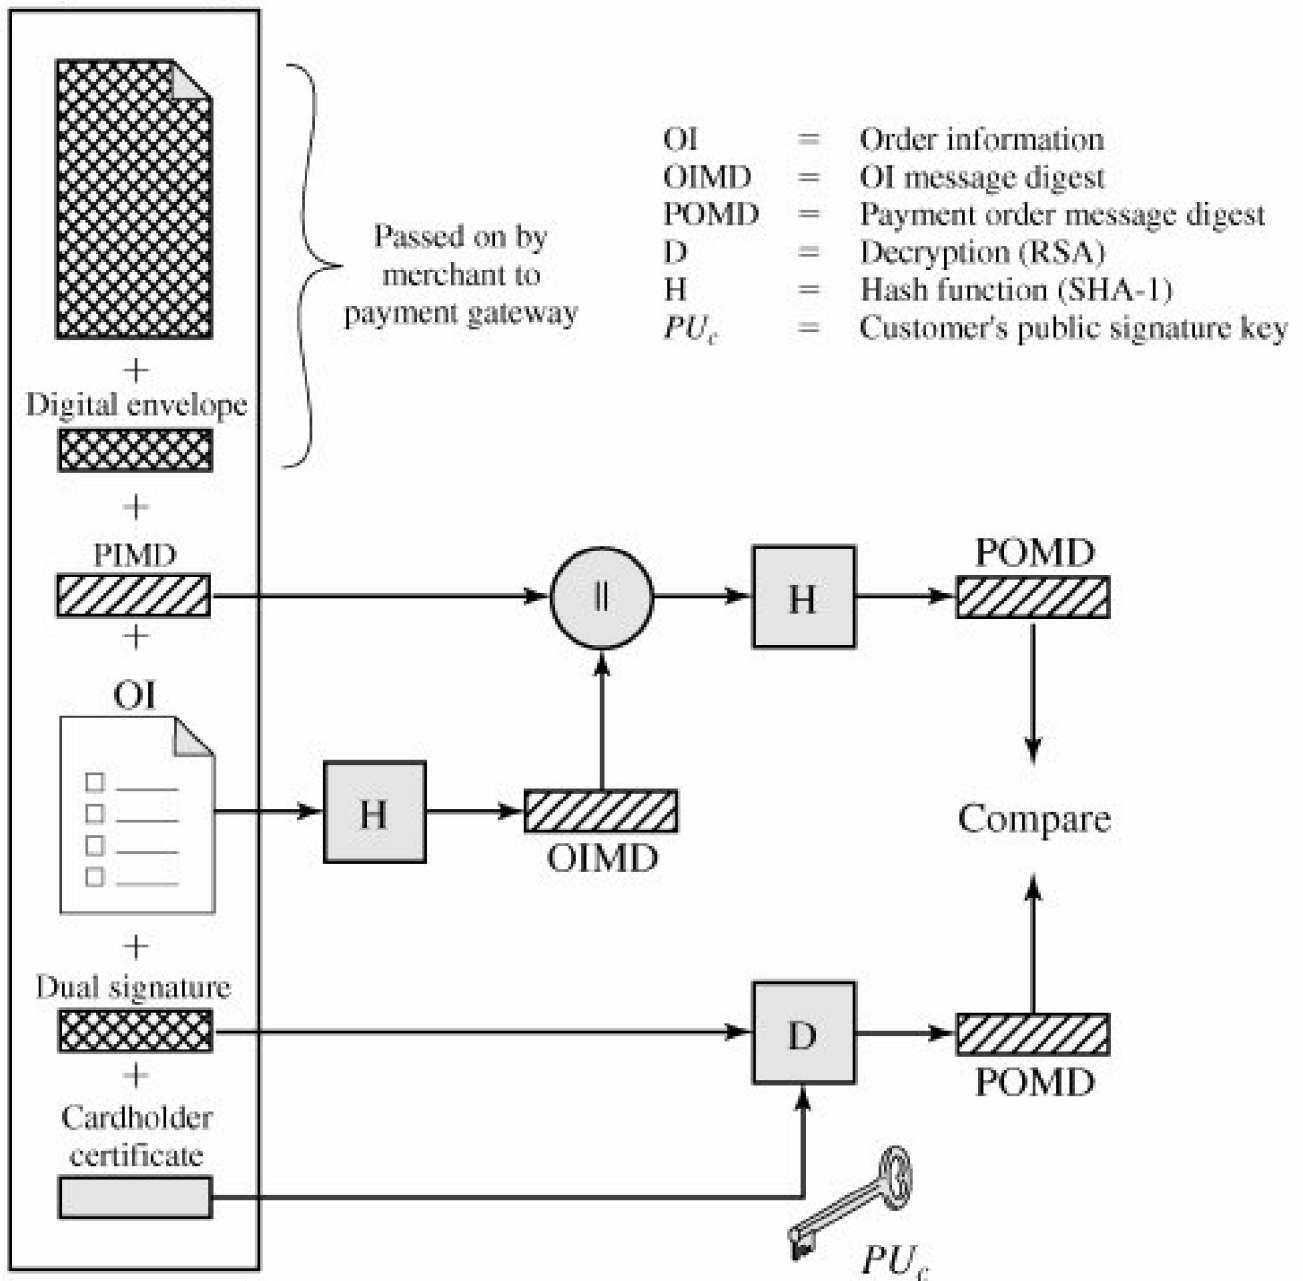 OI = Order information
OIMD = OI message digest
POMD = Payment order message digest
D = Decryption (RSA)
H = Hash function (SHA-1)
PUc = Customer's public signature key
Passed on by
merchant to
payment gateway
+
Digital envelope
+
PIMD
+
OI
+
Dual signature
+
Cardholder
certificate
||
H
POMD
H
OIMD
Compare
D
POMD
PUc